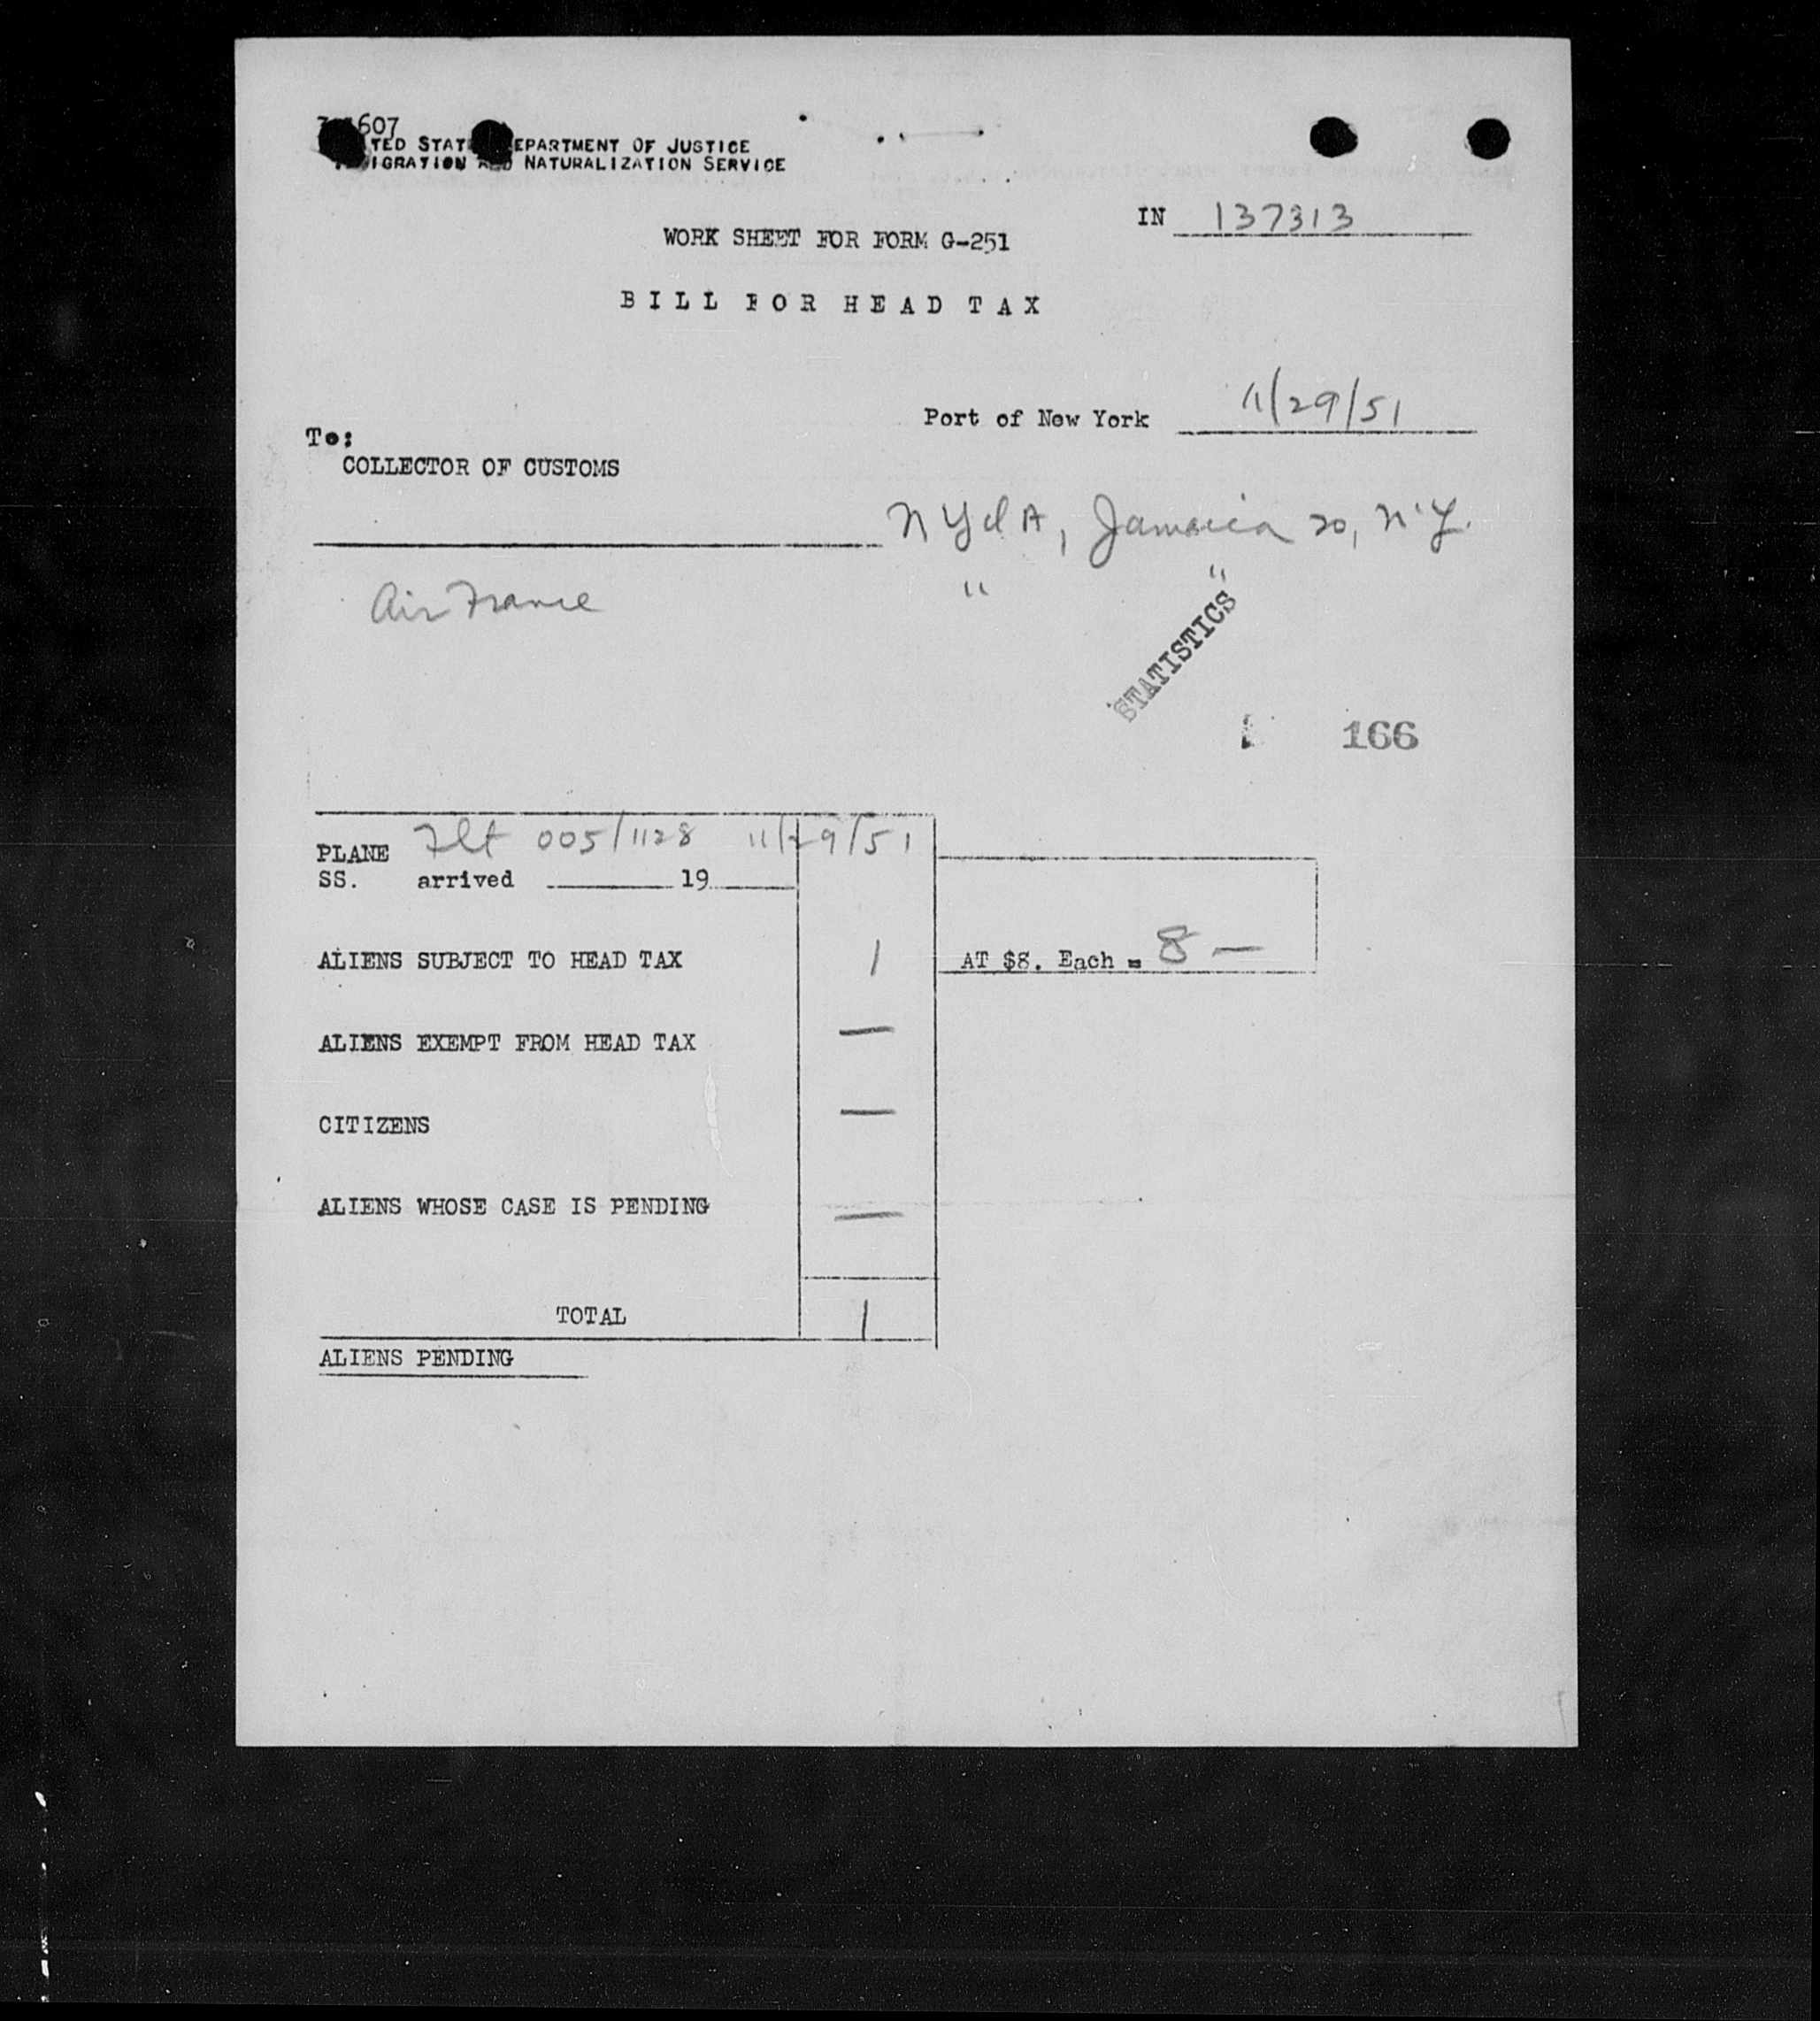 607
TED STAT EPARTMENT OF JUSTICE
IGRATION AND NATURALIZATION SERVICE
IN 137313
WORK SHEET FOR FORM G-251
BILL FOR HEAD TAX
Port of New York 11/29/51
To:
COLLECTOR OF CUSTOMS
NYIA, Jamaica 20, N.Y.
Air France " "
STATISTICS
166
PLANE Flt 005/1128 11/29/51
SS. arrived 19
ALIENS SUBJECT TO HEAD TAX 1 AT $8. Each = 8 —
ALIENS EXEMPT FROM HEAD TAX —
CITIZENS —
ALIENS WHOSE CASE IS PENDING —
TOTAL 1
ALIENS PENDING